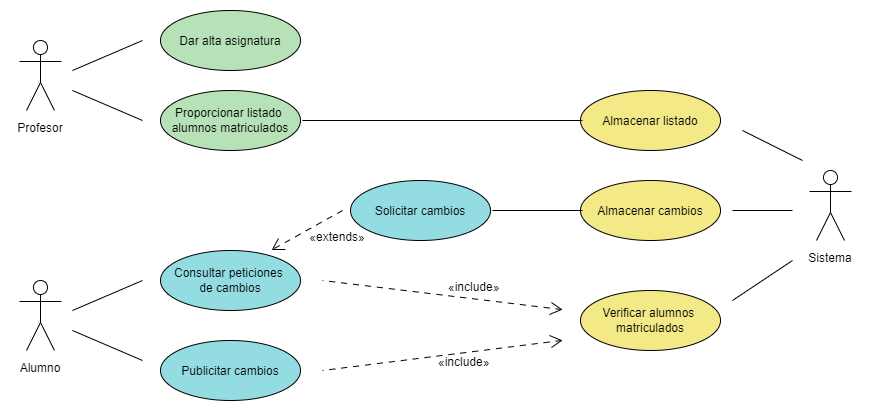 Dar alta asignatura
Profesor
Proporcionar listado
alumnos matriculados
Almacenar listado
Solicitar cambios
Almacenar cambios
«extends»
Sistema
Consultar peticiones
de cambios
«include»
Verificar alumnos
matriculados
Alumno
Publicitar cambios
«include»